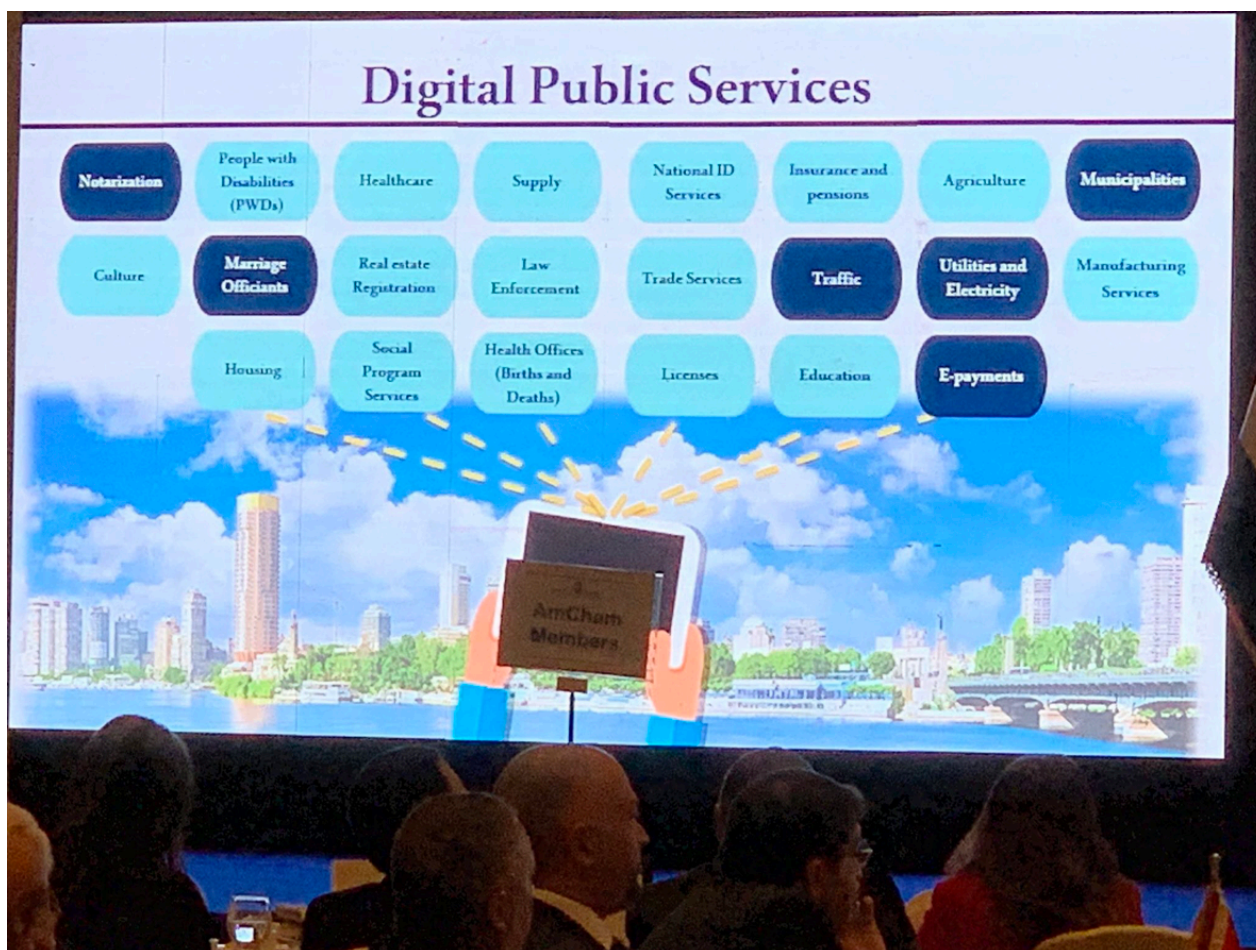 Digital Public Services
Notarization
People with
Disabilities
(PWDs)
Healthcare
Supply
National ID
Services
Insurance and
pensions
Agriculture
Municipalities
Culture
Marriage
Officiants
Real estate
Registration
Law
Enforcement
Trade Services
Traffic
Utilities and
Electricity
Manufacturing
Services
Housing
Social
Program
Services
Health Offices
(Births and
Deaths)
Licenses
Education
E-payments
AmCham
Members